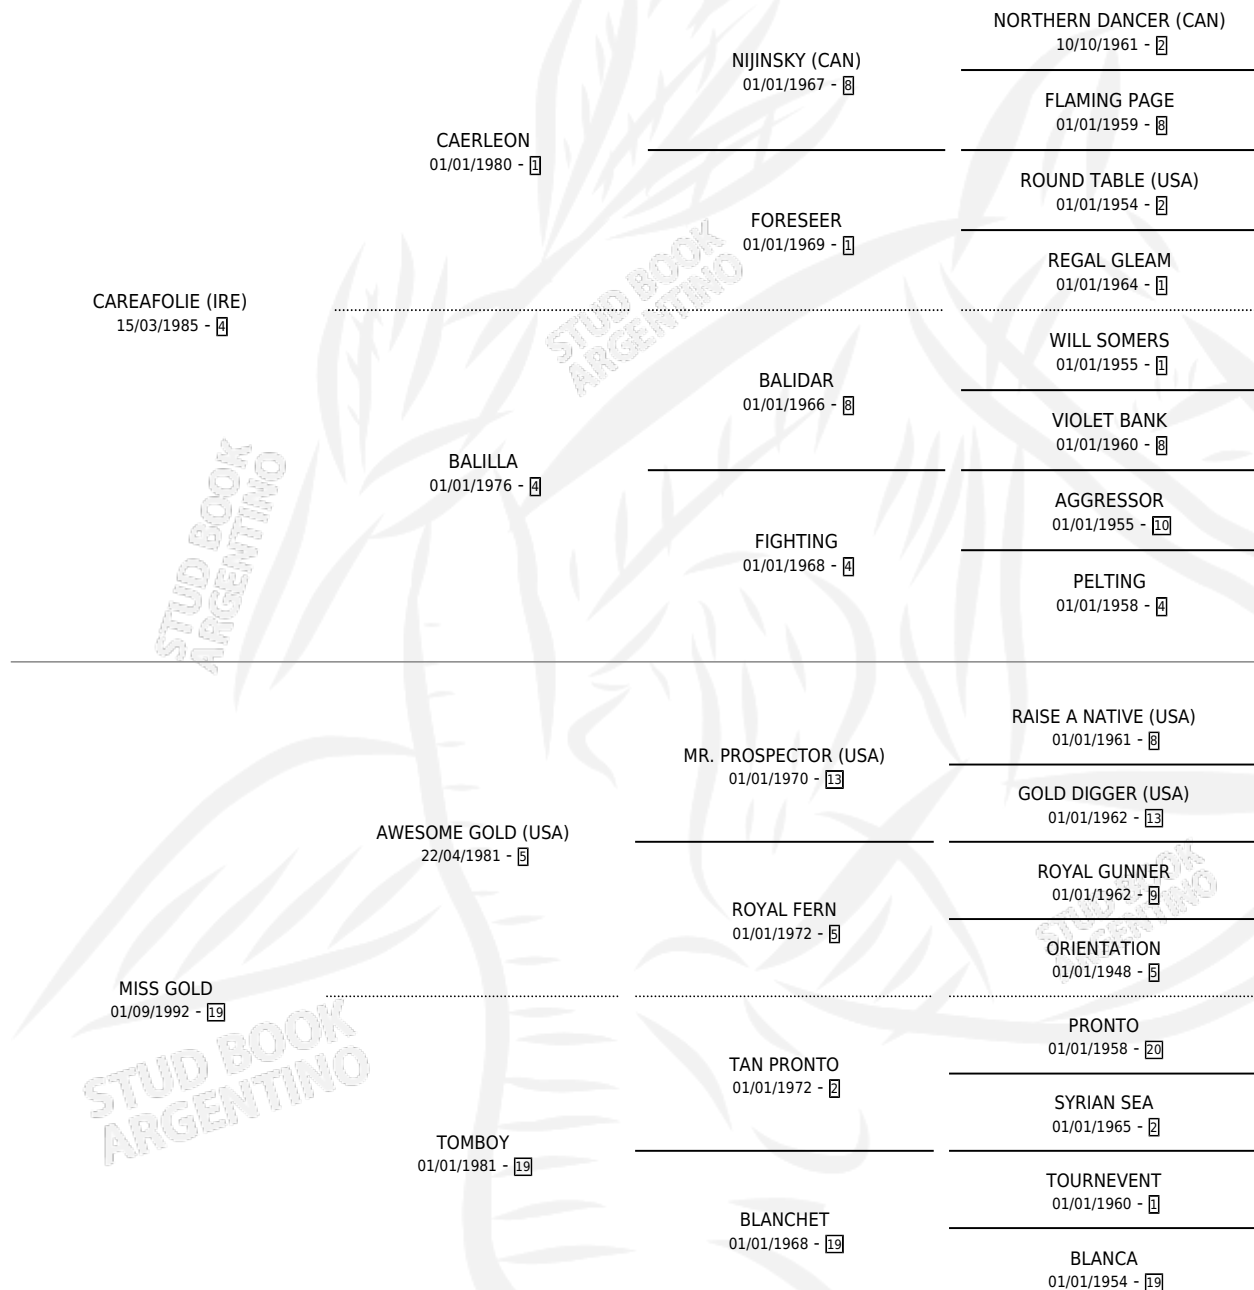 NORTHERN DANCER (CAN)
10/10/1961 - 2
NIJINSKY (CAN)
01/01/1967 - 8
FLAMING PAGE
01/01/1959 - 8
CAERLEON
01/01/1980 - 1
ROUND TABLE (USA)
01/01/1954 - 2
FORESEER
01/01/1969 - 1
REGAL GLEAM
01/01/1964 - 1
CAREAFOLIE (IRE)
15/03/1985 - 4
WILL SOMERS
01/01/1955 - 1
BALIDAR
01/01/1966 - 8
VIOLET BANK
01/01/1960 - 8
BALILLA
01/01/1976 - 4
AGGRESSOR
01/01/1955 - 10
FIGHTING
01/01/1968 - 4
PELTING
01/01/1958 - 4
RAISE A NATIVE (USA)
01/01/1961 - 8
MR. PROSPECTOR (USA)
01/01/1970 - 13
GOLD DIGGER (USA)
01/01/1962 - 13
AWESOME GOLD (USA)
22/04/1981 - 5
ROYAL GUNNER
01/01/1962 - 9
ROYAL FERN
01/01/1972 - 5
ORIENTATION
01/01/1948 - 5
MISS GOLD
01/09/1992 - 19
PRONTO
01/01/1958 - 20
TAN PRONTO
01/01/1972 - 2
SYRIAN SEA
01/01/1965 - 2
TOMBOY
01/01/1981 - 19
TOURNEVENT
01/01/1960 - 1
BLANCHET
01/01/1968 - 19
BLANCA
01/01/1954 - 19
STUD BOOK
ARGENTINO
STUD BOOK
ARGENTINO
STUD BOOK
ARGENTINO
STUD BOOK
ARGENTINO